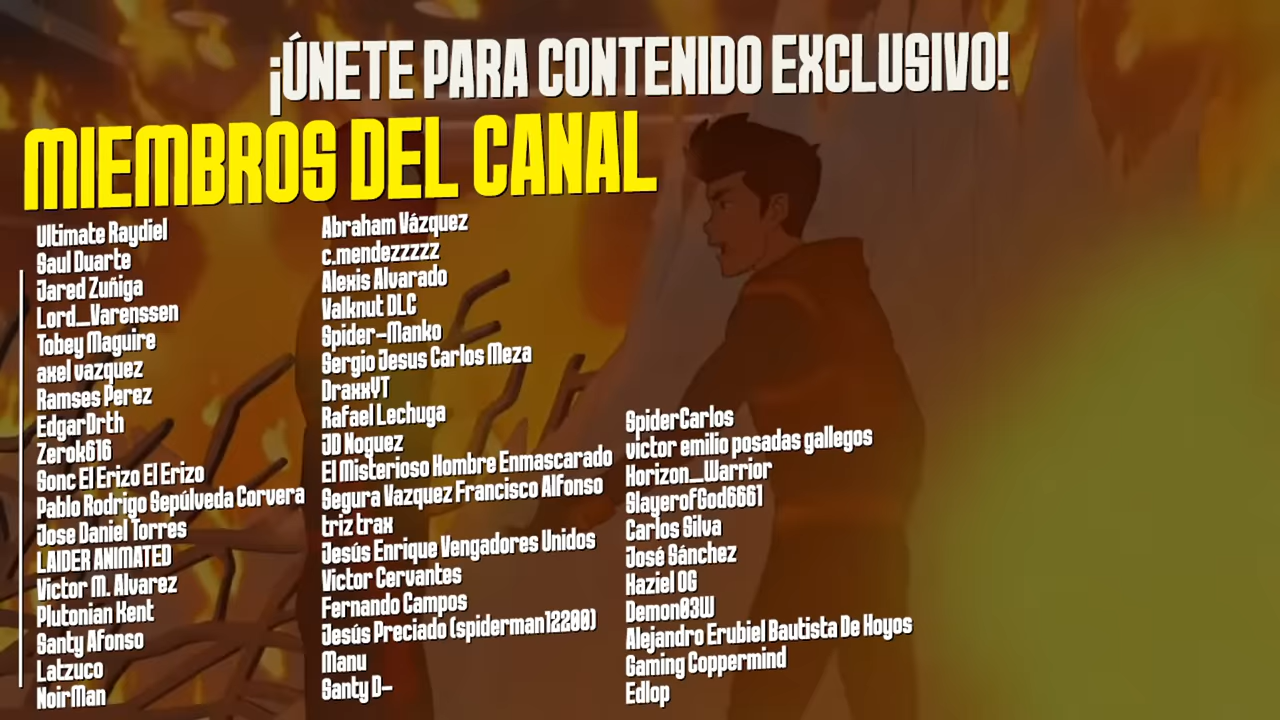 ¡ÚNETE PARA CONTENIDO EXCLUSIVO!
MIEMBROS DEL CANAL
Ultimate Raydiel
Saul Duarte
Jared Zuñiga
Lord_Varenssen
Tobey Maguire
axel vazquez
Ramses Perez
EdgarDrth
Zerok616
Sonc El Erizo El Erizo
Pablo Rodrigo Sepúlveda Corvera
Jose Daniel Torres
LAIDER ANIMATED
Victor M. Alvarez
Plutonian Kent
Santy Afonso
Latzuco
NoirMan
Abraham Vázquez
c.mendezzzzz
Alexis Alvarado
Valknut DLC
Spider-Manko
Sergio Jesus Carlos Meza
DraxxYT
Rafael Lechuga
JD Noguez
El Misterioso Hombre Enmascarado
Segura Vazquez Francisco Alfonso
triz trax
Jesús Enrique Vengadores Unidos
Victor Cervantes
Fernando Campos
Jesús Preciado (spiderman12200)
Manu
Santy D-
SpiderCarlos
victor emilio posadas gallegos
Horizon_Warrior
SlayerofGod6661
Carlos Silva
José Sánchez
Haziel OG
Demon03W
Alejandro Erubiel Bautista De Hoyos
Gaming Coppermind
Edlop